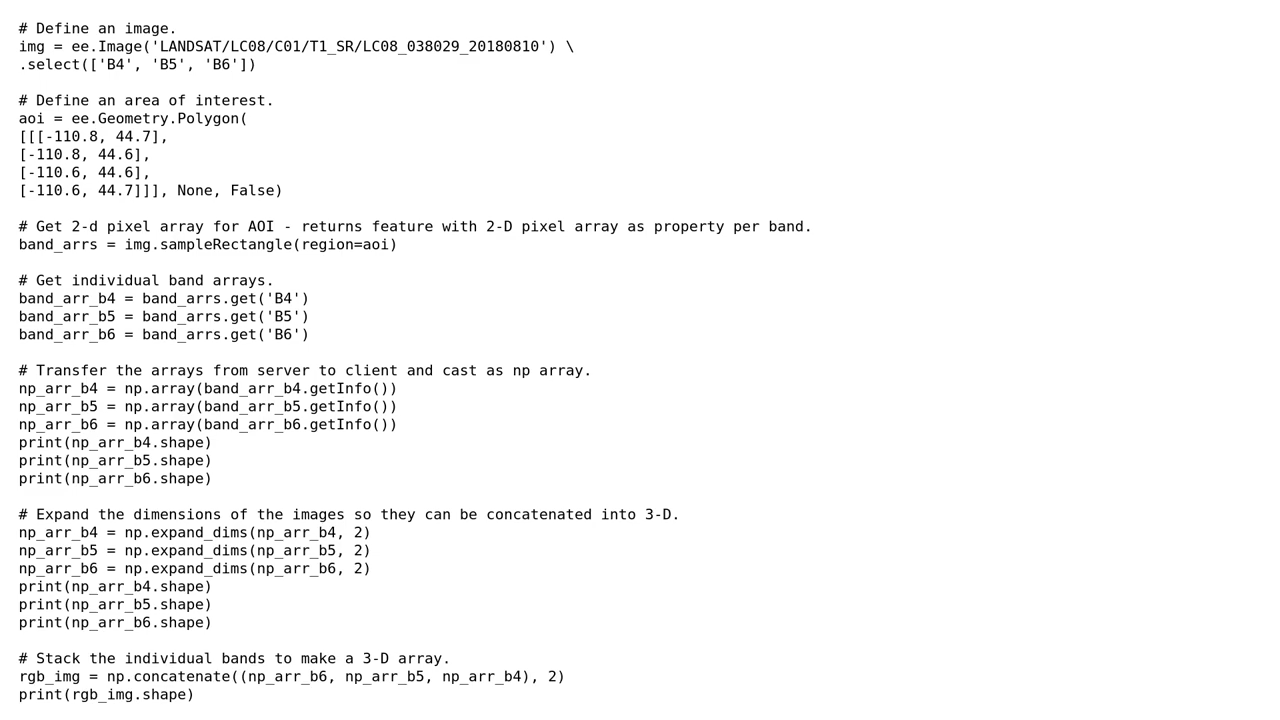 # Define an image.
img = ee.Image('LANDSAT/LC08/C01/T1_SR/LC08_038029_20180810') \
.select(['B4', 'B5', 'B6'])

# Define an area of interest.
aoi = ee.Geometry.Polygon(
[[[-110.8, 44.7],
[-110.8, 44.6],
[-110.6, 44.6],
[-110.6, 44.7]]], None, False)

# Get 2-d pixel array for AOI - returns feature with 2-D pixel array as property per band.
band_arrs = img.sampleRectangle(region=aoi)

# Get individual band arrays.
band_arr_b4 = band_arrs.get('B4')
band_arr_b5 = band_arrs.get('B5')
band_arr_b6 = band_arrs.get('B6')

# Transfer the arrays from server to client and cast as np array.
np_arr_b4 = np.array(band_arr_b4.getInfo())
np_arr_b5 = np.array(band_arr_b5.getInfo())
np_arr_b6 = np.array(band_arr_b6.getInfo())
print(np_arr_b4.shape)
print(np_arr_b5.shape)
print(np_arr_b6.shape)

# Expand the dimensions of the images so they can be concatenated into 3-D.
np_arr_b4 = np.expand_dims(np_arr_b4, 2)
np_arr_b5 = np.expand_dims(np_arr_b5, 2)
np_arr_b6 = np.expand_dims(np_arr_b6, 2)
print(np_arr_b4.shape)
print(np_arr_b5.shape)
print(np_arr_b6.shape)

# Stack the individual bands to make a 3-D array.
rgb_img = np.concatenate((np_arr_b6, np_arr_b5, np_arr_b4), 2)
print(rgb_img.shape)